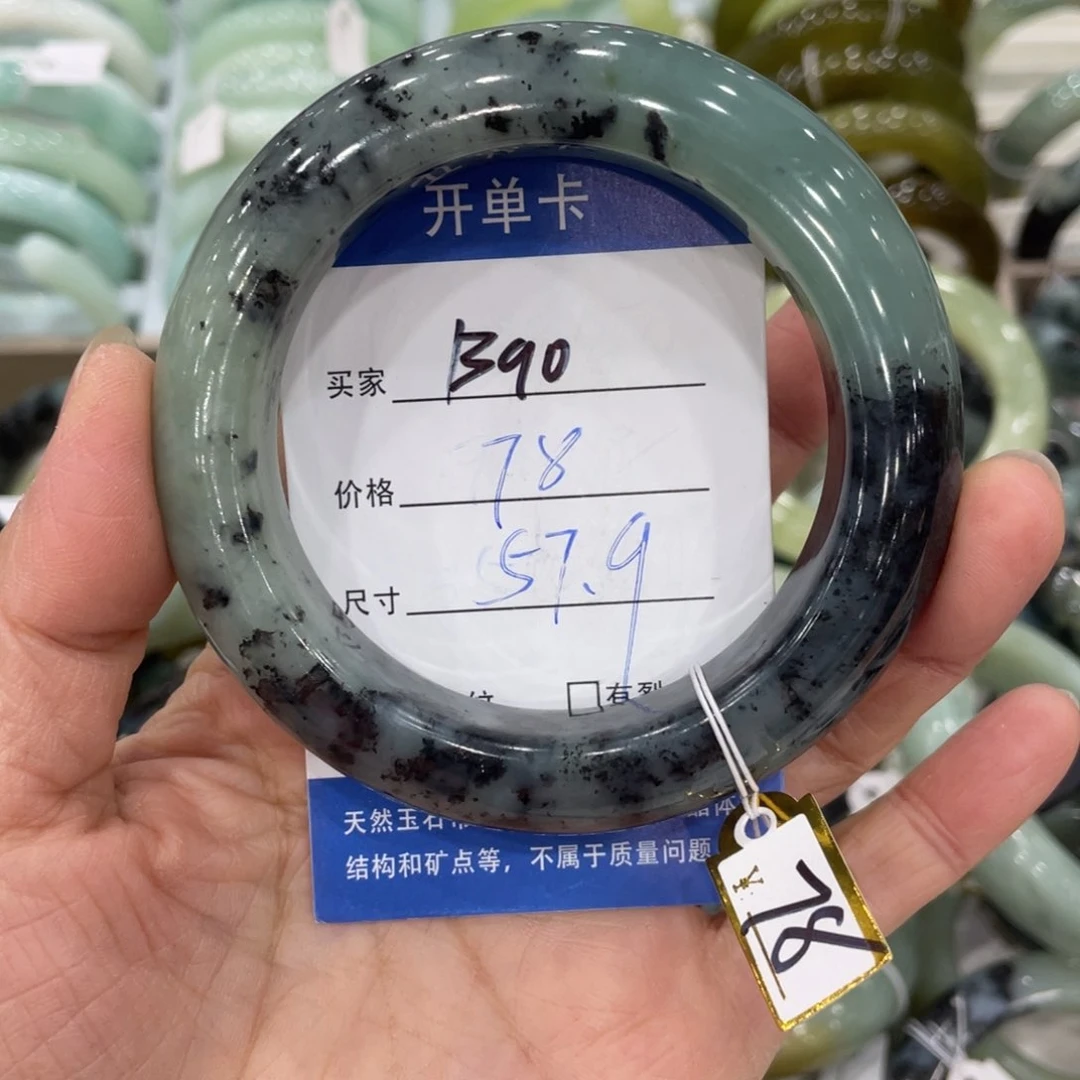 开单卡
买家 B90
价格 78
尺寸 57.9
纹 □有裂
天然玉石
结构和矿点等，不属于质量问题
¥: 78